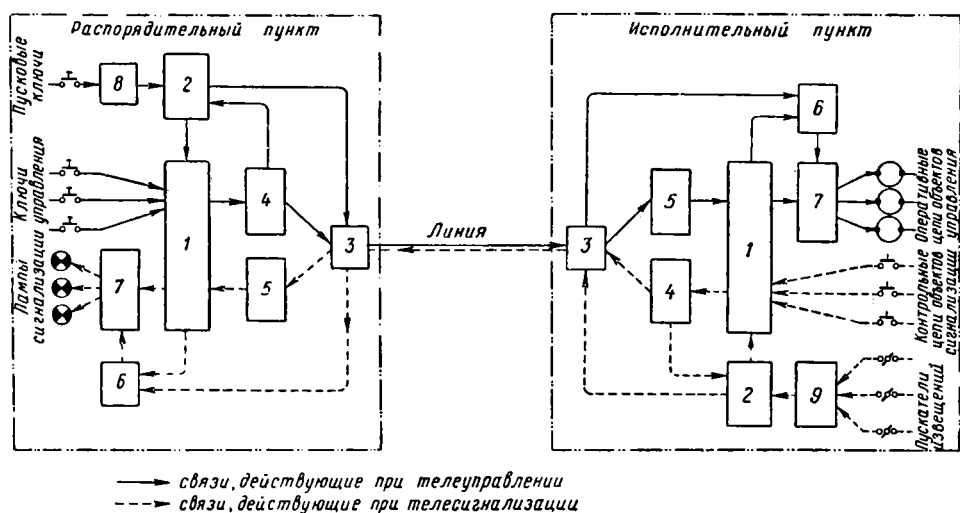 Распорядительный пункт
Исполнительный пункт
Пусковые
ключи
8
2
6
Ключи
управления
1
4
5
1
7
Оперативные
цепи объектов
управления
3
Линия
3
Лампы
сигнализации
7
5
4
Контрольные
цепи объектов
сигнализации
6
2
9
Пускатели
извещений
связи, действующие при телеуправлении
связи, действующие при телесигнализации